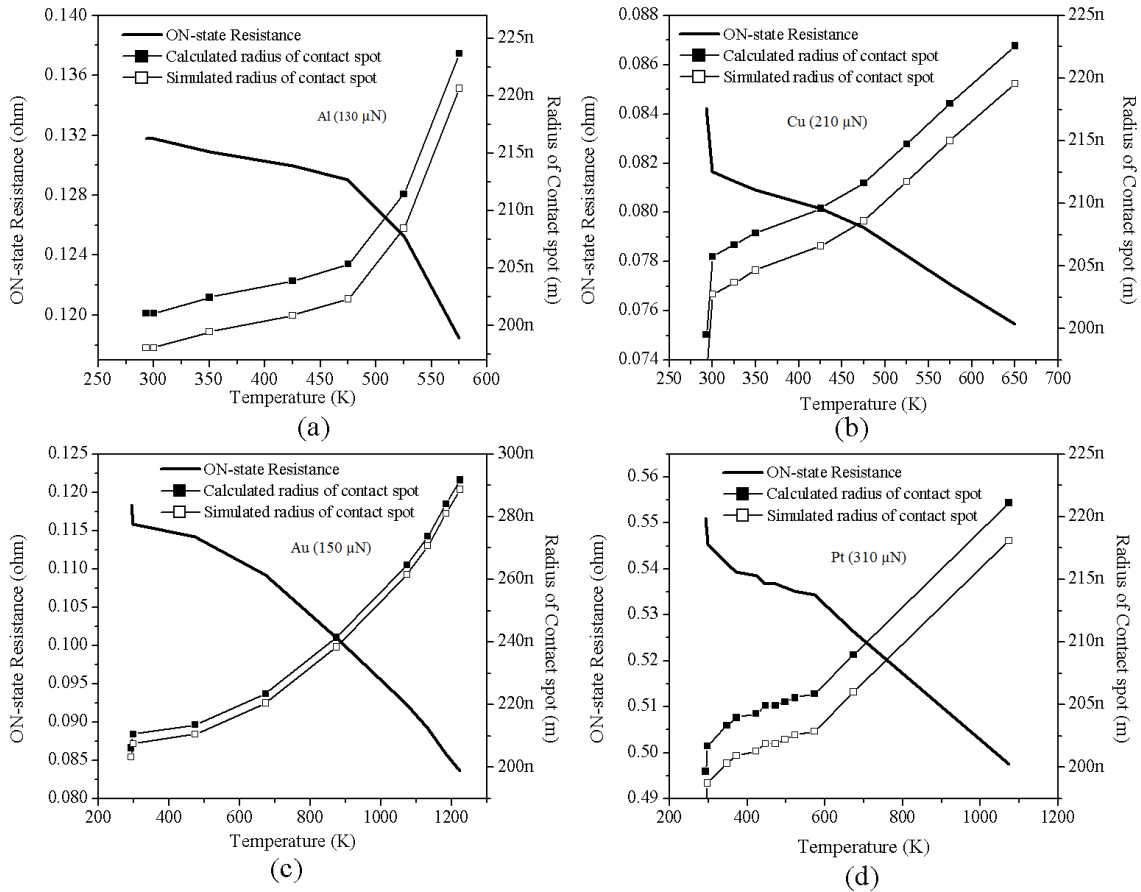 ON-state Resistance
Calculated radius of contact spot
Simulated radius of contact spot
Al (130 µN)
ON-state Resistance (ohm)
0.140
0.136
0.132
0.128
0.124
0.120
Radius of Contact spot (m)
225n
220n
215n
210n
205n
200n
250 300 350 400 450 500 550 600
Temperature (K)
(a)
ON-state Resistance
Calculated radius of contact spot
Simulated radius of contact spot
Cu (210 µN)
ON-state Resistance (ohm)
0.088
0.086
0.084
0.082
0.080
0.078
0.076
0.074
Radius of Contact spot (m)
225n
220n
215n
210n
205n
200n
250 300 350 400 450 500 550 600 650 700
Temperature (K)
(b)
ON-state Resistance
Calculated radius of contact spot
Simulated radius of contact spot
Au (150 µN)
ON-state Resistance (ohm)
0.125
0.120
0.115
0.110
0.105
0.100
0.095
0.090
0.085
0.080
Radius of Contact spot (m)
300n
280n
260n
240n
220n
200n
200 400 600 800 1000 1200
Temperature (K)
(c)
ON-state Resistance
Calculated radius of contact spot
Simulated radius of contact spot
Pt (310 µN)
ON-state Resistance (ohm)
0.56
0.55
0.54
0.53
0.52
0.51
0.50
0.49
Radius of Contact spot (m)
225n
220n
215n
210n
205n
200n
200 400 600 800 1000 1200
Temperature (K)
(d)